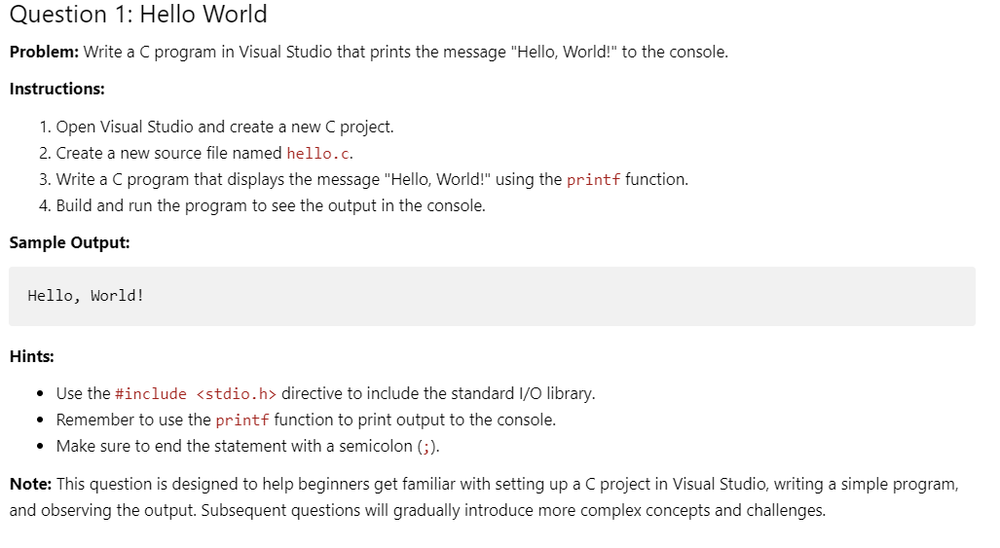 Question 1: Hello World
Problem: Write a C program in Visual Studio that prints the message "Hello, World!" to the console.
Instructions:
1. Open Visual Studio and create a new C project.
2. Create a new source file named hello.c.
3. Write a C program that displays the message "Hello, World!" using the printf function.
4. Build and run the program to see the output in the console.
Sample Output:
Hello, World!
Hints:
• Use the #include <stdio.h> directive to include the standard I/O library.
• Remember to use the printf function to print output to the console.
• Make sure to end the statement with a semicolon (;).
Note: This question is designed to help beginners get familiar with setting up a C project in Visual Studio, writing a simple program,
and observing the output. Subsequent questions will gradually introduce more complex concepts and challenges.